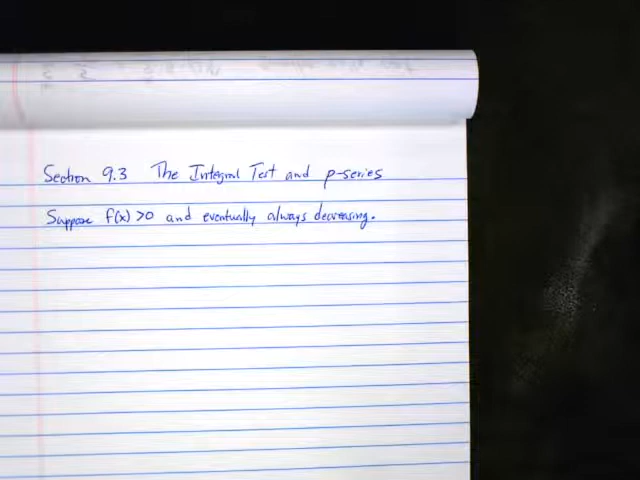 Section 9.3 The Integral Test and p-series
Suppose f(x) > 0 and eventually always decreasing.